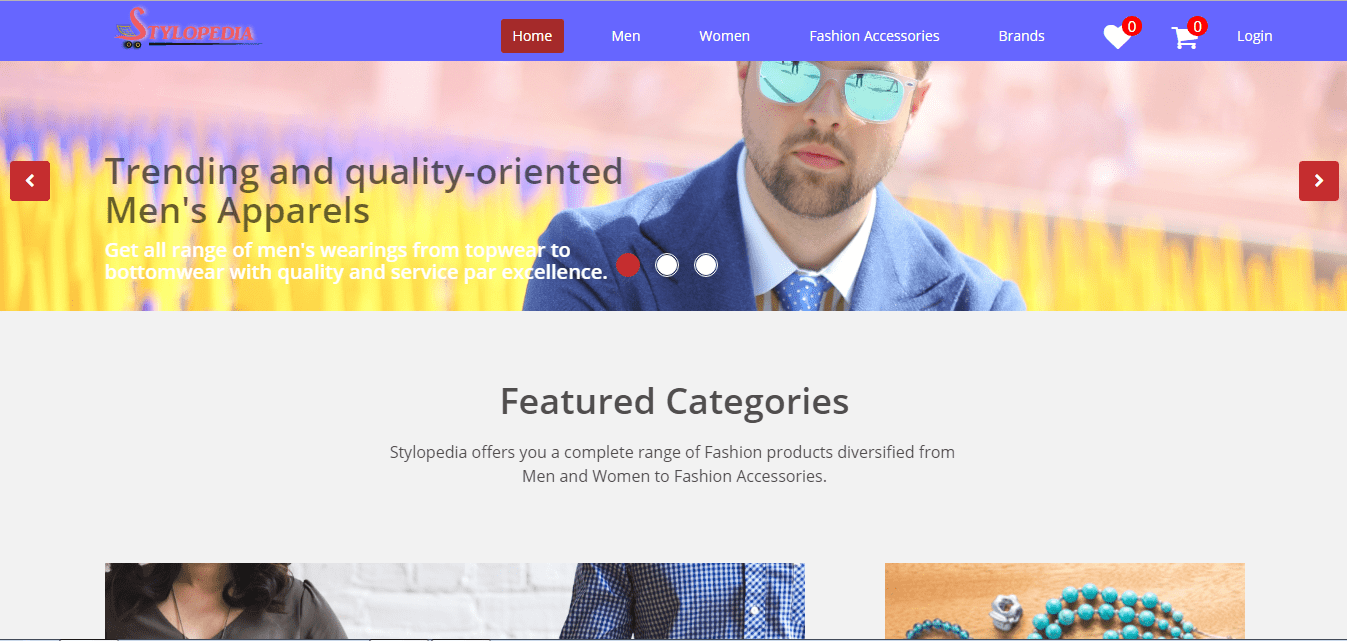 STYLOPEDIA
Home
Men
Women
Fashion Accessories
Brands
0
0
Login
Trending and quality-oriented
Men's Apparels
Get all range of men's wearings from topwear to
bottomwear with quality and service par excellence.
Featured Categories
Stylopedia offers you a complete range of Fashion products diversified from
Men and Women to Fashion Accessories.